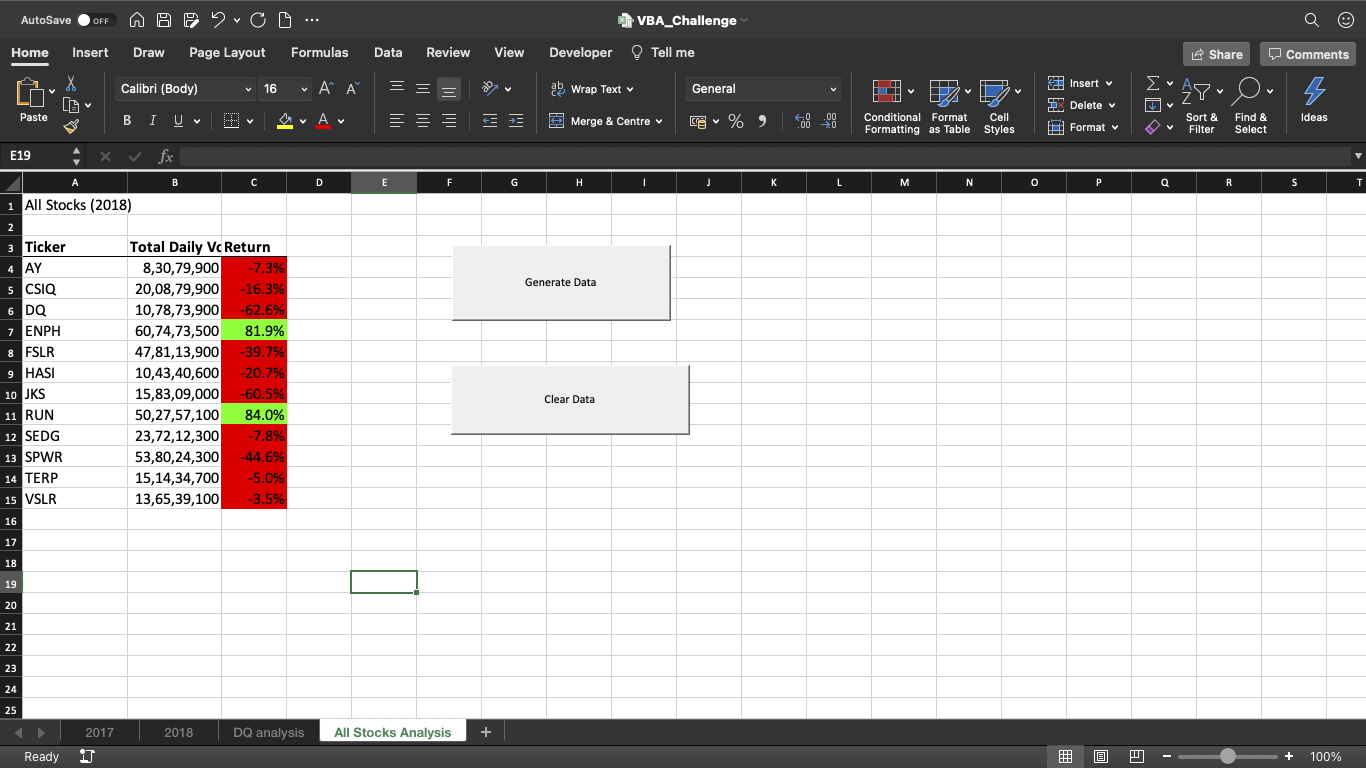 AutoSave OFF VBA_Challenge
Home Insert Draw Page Layout Formulas Data Review View Developer Tell me Share Comments
Paste Calibri (Body) 16 A A Wrap Text General Conditional Formatting Format as Table Cell Styles Insert Delete Format Sort & Filter Find & Select Ideas
B I U A Merge & Centre % 
E19 fx
A B C D E F G H I J K L M N O P Q R S T
1 All Stocks (2018)
2
3 Ticker Total Daily Vo Return
4 AY 8,30,79,900 -7.3%
5 CSIQ 20,08,79,900 -16.3%
6 DQ 10,78,73,900 -62.6%
7 ENPH 60,74,73,500 81.9%
8 FSLR 47,81,13,900 -39.7%
9 HASI 10,43,40,600 -20.7%
10 JKS 15,83,09,000 -60.5%
11 RUN 50,27,57,100 84.0%
12 SEDG 23,72,12,300 -7.8%
13 SPWR 53,80,24,300 -44.6%
14 TERP 15,14,34,700 -5.0%
15 VSLR 13,65,39,100 -3.5%
16
17
18
19
20
21
22
23
24
25
Generate Data
Clear Data
2017 2018 DQ analysis All Stocks Analysis +
Ready 100%